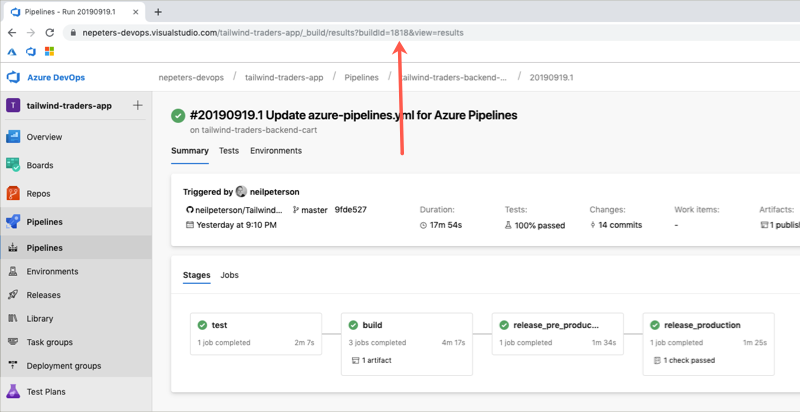 Pipelines - Run 20190919.1
nepeters-devops.visualstudio.com/tailwind-traders-app/_build/results?buildId=1818&view=results
Azure DevOps
nepeters-devops / tailwind-traders-app / Pipelines / tailwind-traders-backend-... / 20190919.1
T tailwind-traders-app
#20190919.1 Update azure-pipelines.yml for Azure Pipelines
on tailwind-traders-backend-cart
Overview
Boards
Repos
Pipelines
Pipelines
Environments
Releases
Library
Task groups
Deployment groups
Test Plans
Summary Tests Environments
Triggered by neilpeterson
neilpeterson/Tailwind... master 9fde527
Yesterday at 9:10 PM
Duration:
17m 54s
Tests:
100% passed
Changes:
14 commits
Work items:
-
Artifacts:
1 publis
Stages Jobs
test
1 job completed 2m 7s
build
3 jobs completed 4m 17s
1 artifact
release_pre_produc...
1 job completed 1m 34s
release_production
1 job completed 1m 25s
1 check passed